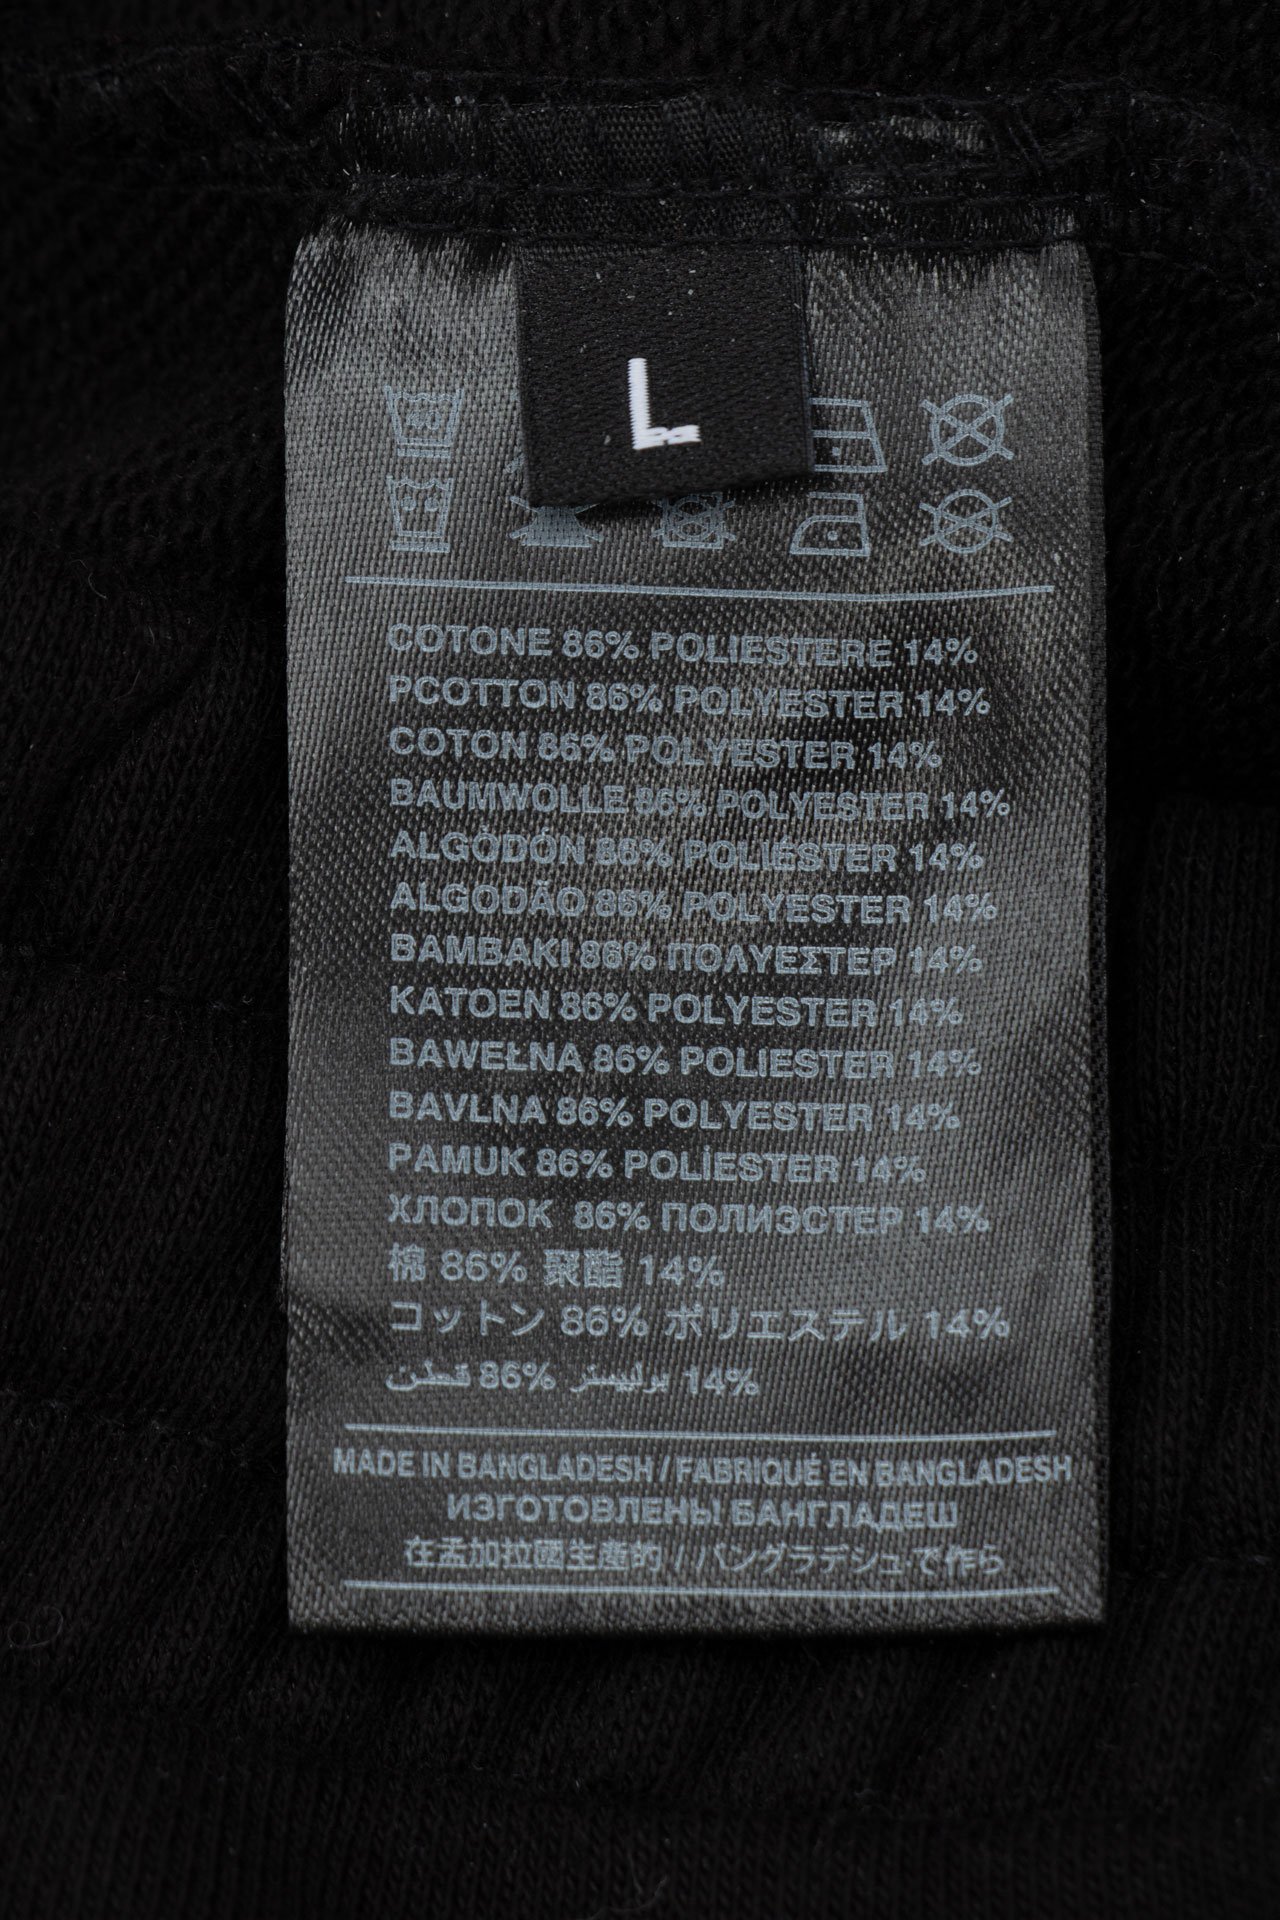 L
COTONE 86% POLIESTERE 14%
PCOTTON 86% POLYESTER 14%
COTON 86% POLYESTER 14%
BAUMWOLLE 86% POLYESTER 14%
ALGÒDÓN 86% POLIÉSTER 14%
ALGODÃO 86% POLYESTER 14%
BAMBAKI 86% ΠΟΛΥΕΣΤΕΡ 14%
KATOEN 86% POLYESTER 14%
BAWEŁNA 86% POLIESTER 14%
BAVLNA 86% POLYESTER 14%
PAMUK 86% POLİESTER 14%
ХЛОПОК 86% ПОЛИЭСТЕР 14%
棉 86% 聚酯 14%
コットン 86% ポリエステル 14%
قطن 86% برليستر 14%
MADE IN BANGLADESH / FABRIQUÉ EN BANGLADESH
ИЗГОТОВЛЕНЫ БАНГЛАДЕШ
在孟加拉國生產的 / バングラデシュで作ら